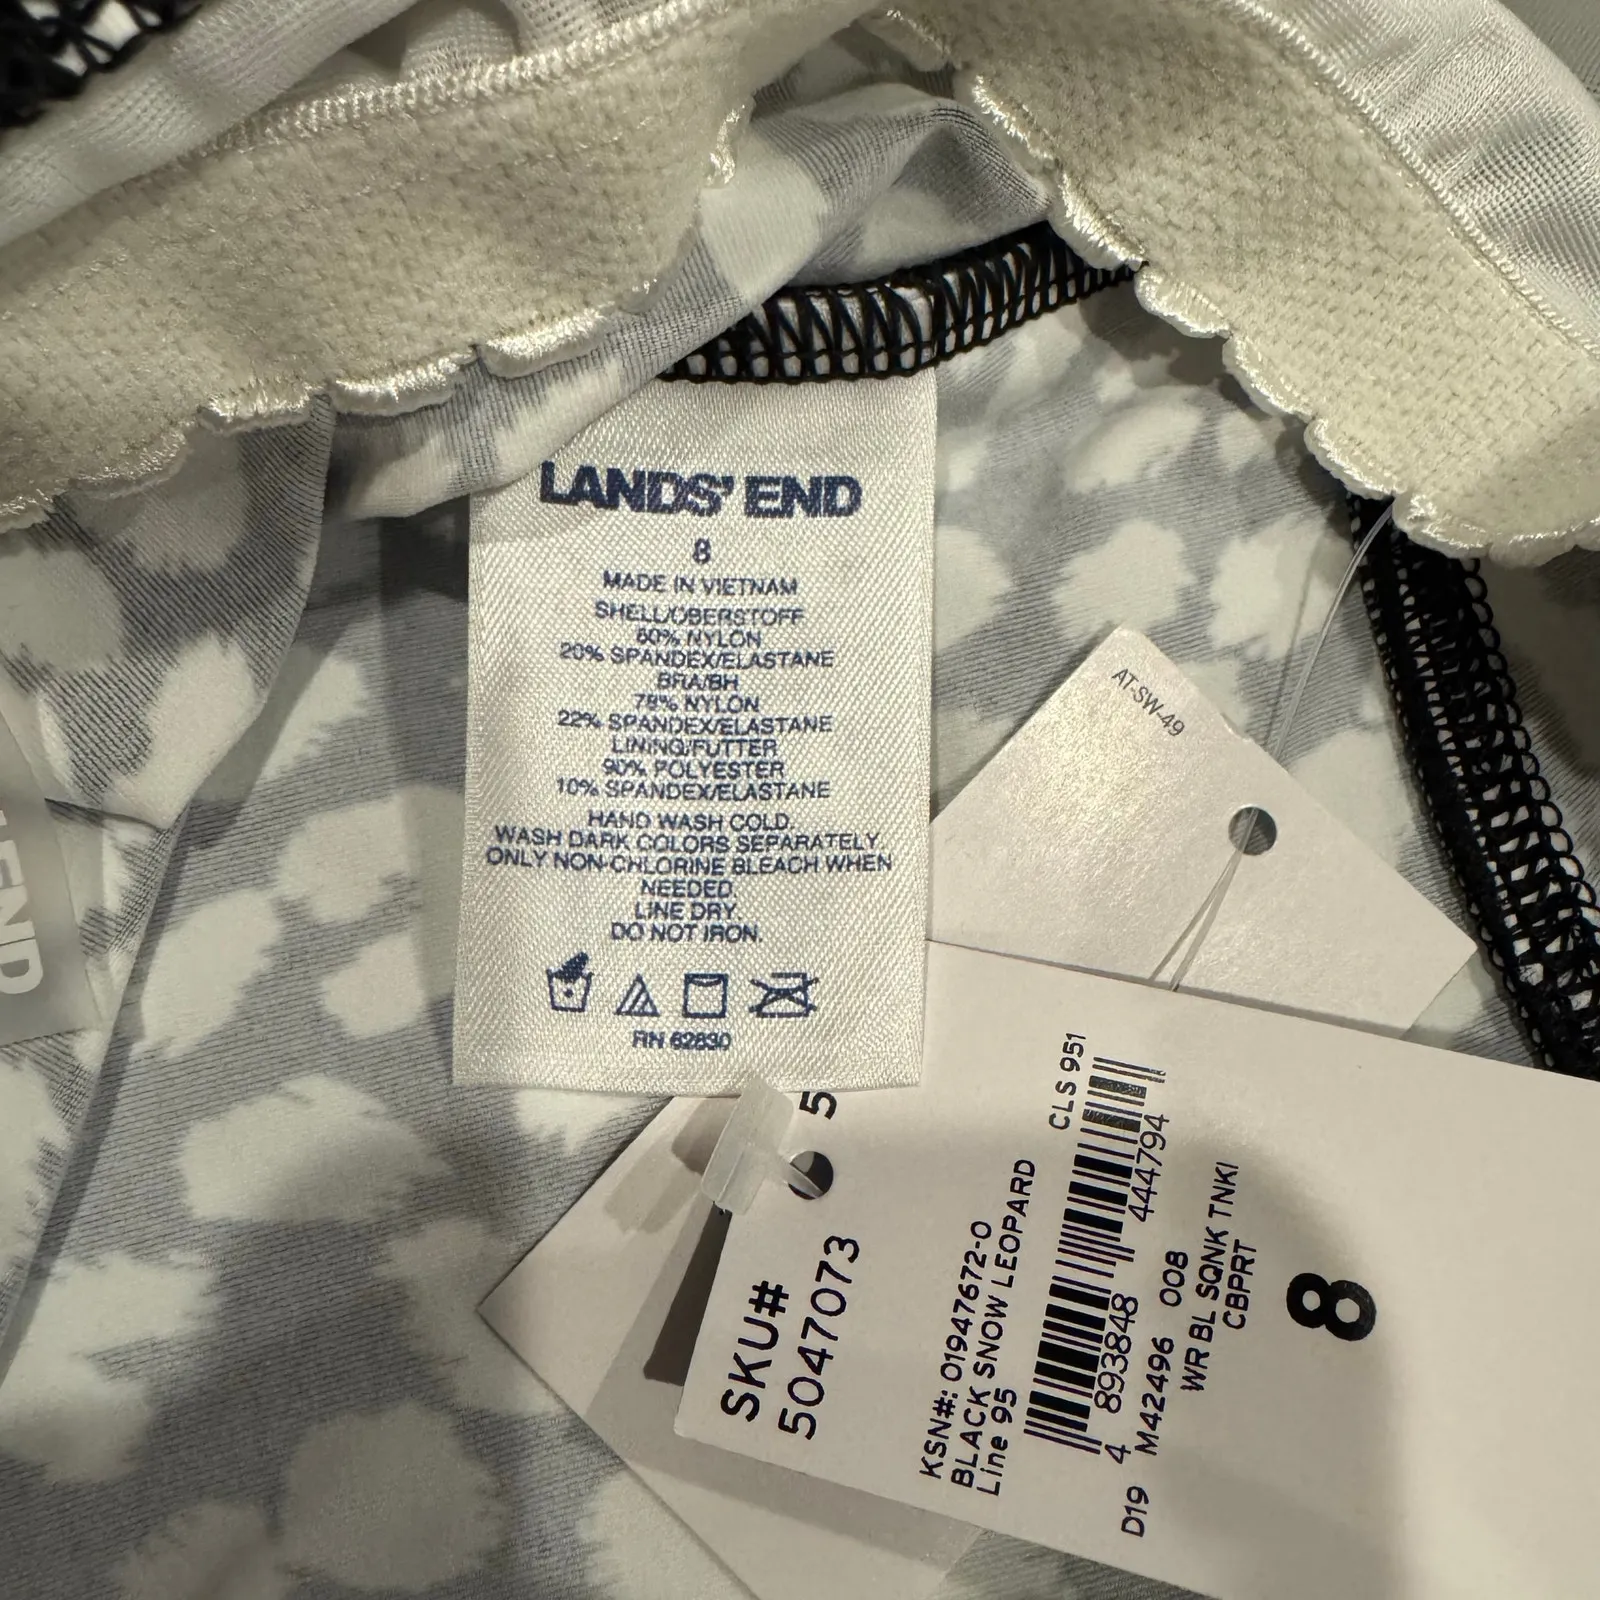 LANDS' END
8
MADE IN VIETNAM
SHELL/OBERSTOFF
80% NYLON
20% SPANDEX/ELASTANE
BRA/BH
78% NYLON
22% SPANDEX/ELASTANE
LINING/FUTTER
90% POLYESTER
10% SPANDEX/ELASTANE
HAND WASH COLD.
WASH DARK COLORS SEPARATELY.
ONLY NON-CHLORINE BLEACH WHEN
NEEDED.
LINE DRY.
DO NOT IRON.
RN 62830
AT-SW-49
END
5
SKU#
5047073
KSN#: 01947672-0
BLACK SNOW LEOPARD
Line 95
CLS 951
4 893848 444794
D19 M42496 008
WR BL SQNK TNKI
CBPRT
8